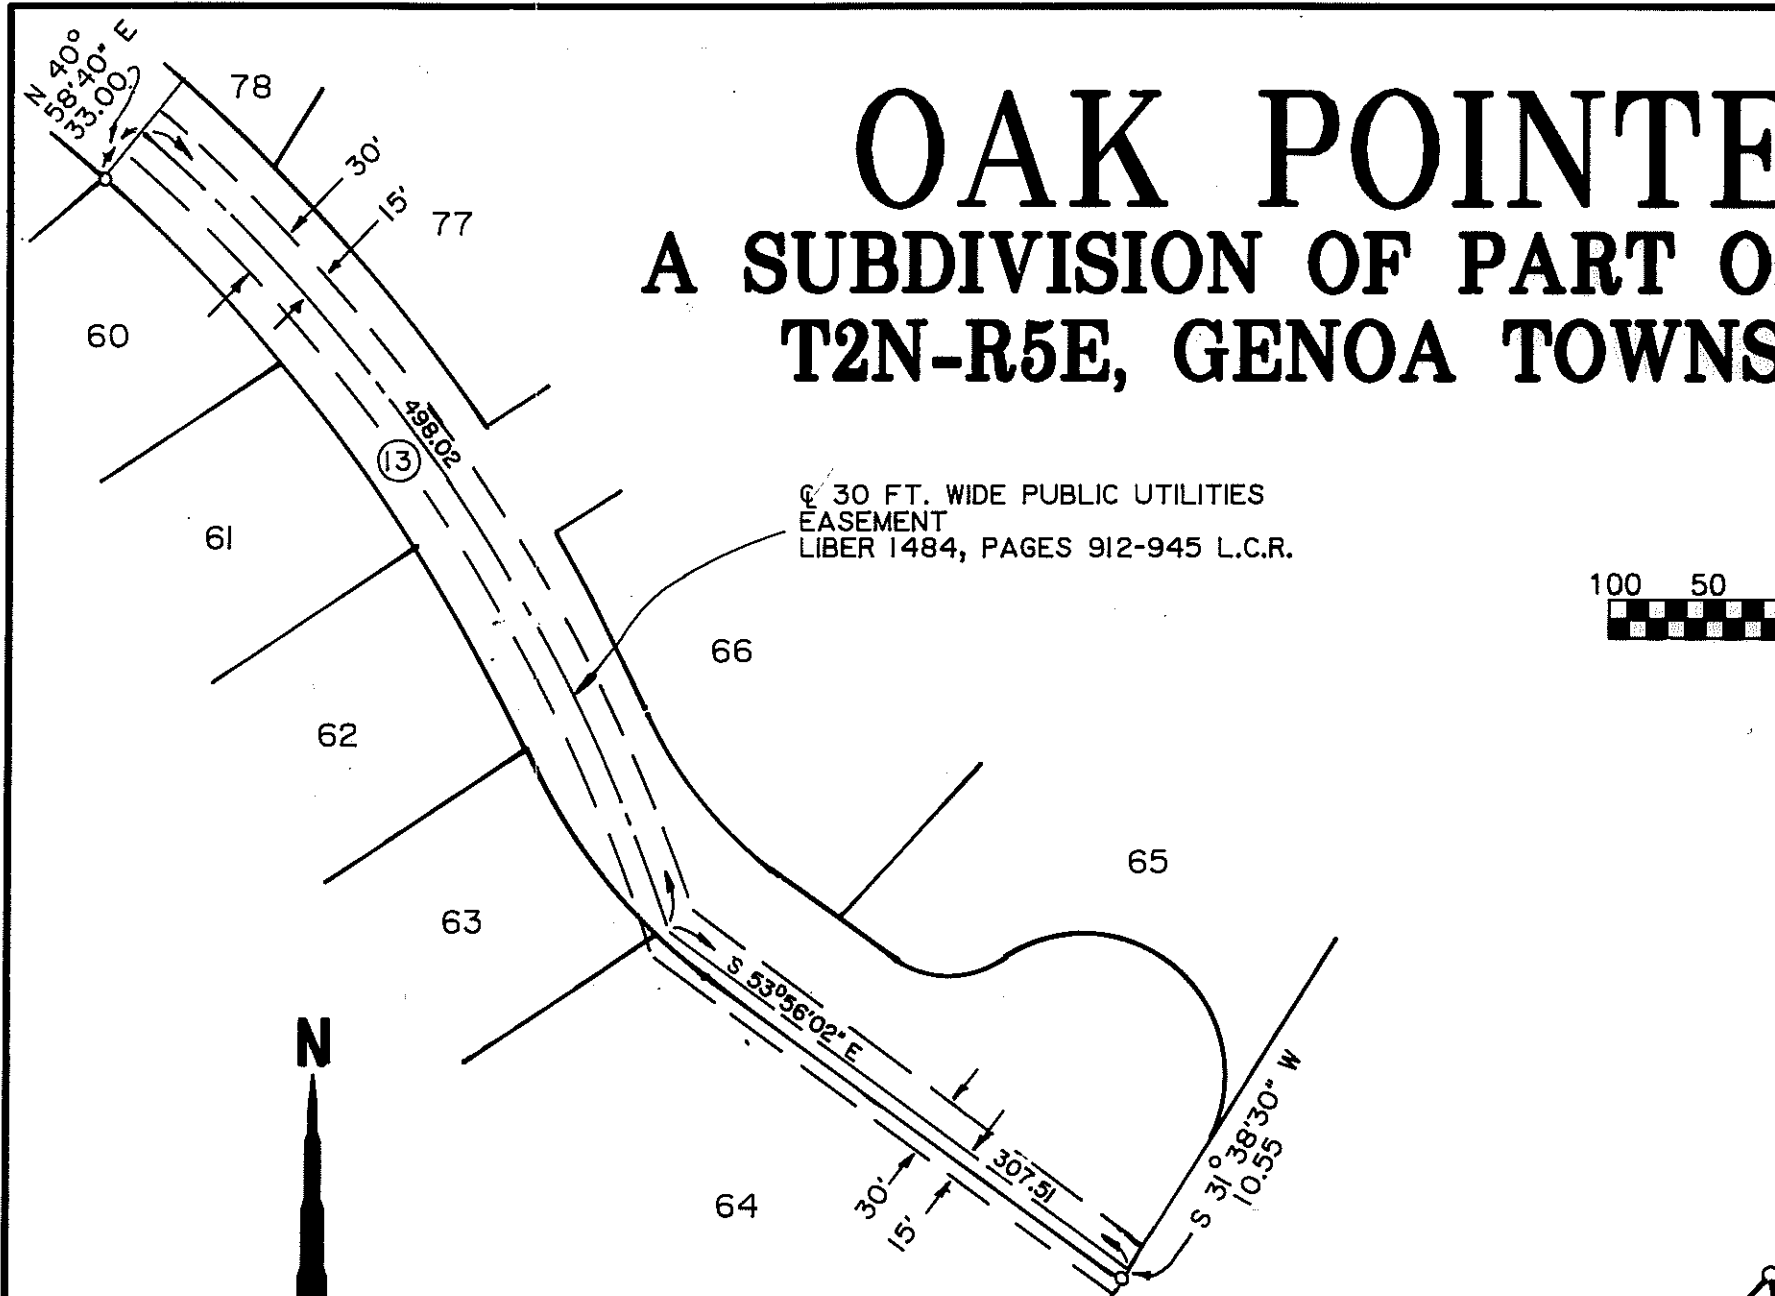 N 40°
58'40" E
33.00
78
OAK POINTE
A SUBDIVISION OF PART O
T2N-R5E, GENOA TOWNS
30'
15'
77
60
498.02
13
℄ 30 FT. WIDE PUBLIC UTILITIES
EASEMENT
LIBER 1484, PAGES 912-945 L.C.R.
61
100 50
66
62
65
63
S 53°56'02" E
N
S 31°38'30" W
10.55
307.51
30'
15'
64